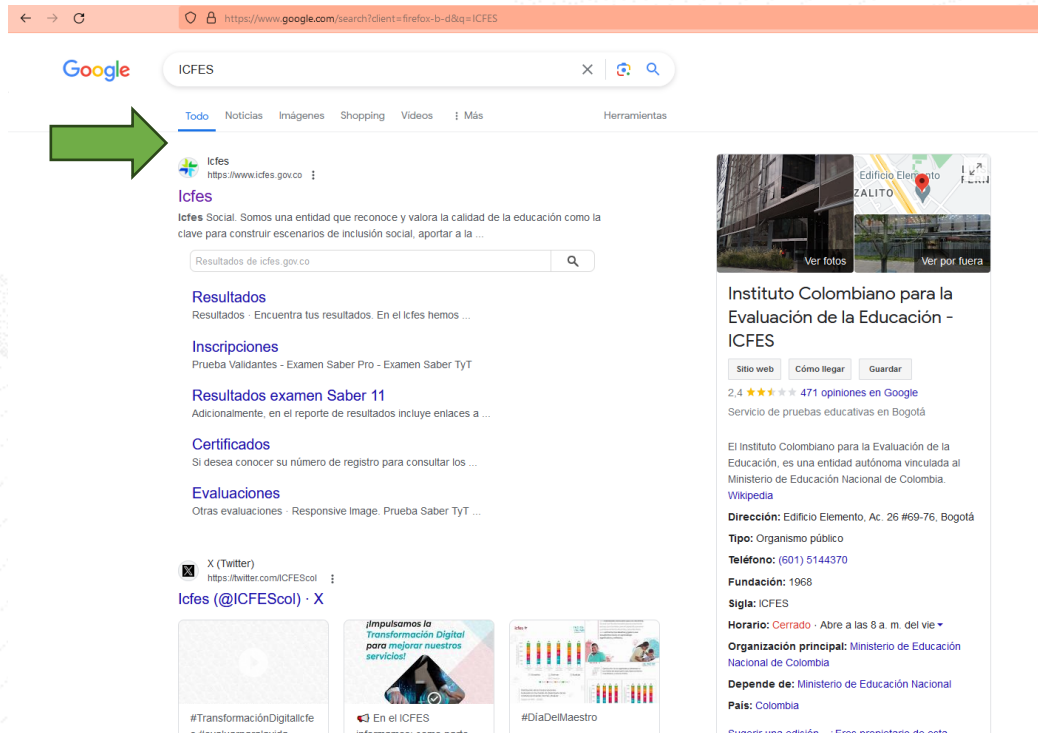 https://www.google.com/search?client=firefox-b-d&q=ICFES
Google
ICFES
Todo Noticias Imágenes Shopping Videos Más Herramientas
Icfes
https://www.icfes.gov.co
Icfes
Icfes Social. Somos una entidad que reconoce y valora la calidad de la educación como la
clave para construir escenarios de inclusión social, aportar a la ...
Resultados de icfes.gov.co
Resultados
Resultados · Encuentra tus resultados. En el Icfes hemos ...
Inscripciones
Prueba Validantes - Examen Saber Pro - Examen Saber TyT
Resultados examen Saber 11
Adicionalmente, en el reporte de resultados incluye enlaces a ...
Certificados
Si desea conocer su número de registro para consultar los ...
Evaluaciones
Otras evaluaciones · Responsive Image. Prueba Saber TyT ...
X (Twitter)
https://twitter.com/ICFEScol
Icfes (@ICFEScol) · X
¡Impulsamos la
Transformación Digital
para mejorar nuestros
servicios!
#TransformaciónDigitalIcfe
En el ICFES
#DíaDelMaestro
Edificio Elemento
ZALITO
Ver fotos
Ver por fuera
Instituto Colombiano para la
Evaluación de la Educación -
ICFES
Sitio web Cómo llegar Guardar
2,4 471 opiniones en Google
Servicio de pruebas educativas en Bogotá
El Instituto Colombiano para la Evaluación de la
Educación, es una entidad autónoma vinculada al
Ministerio de Educación Nacional de Colombia.
Wikipedia
Dirección: Edificio Elemento, Ac. 26 #69-76, Bogotá
Tipo: Organismo público
Teléfono: (601) 5144370
Fundación: 1968
Sigla: ICFES
Horario: Cerrado · Abre a las 8 a. m. del vie
Organización principal: Ministerio de Educación
Nacional de Colombia
Depende de: Ministerio de Educación Nacional
País: Colombia